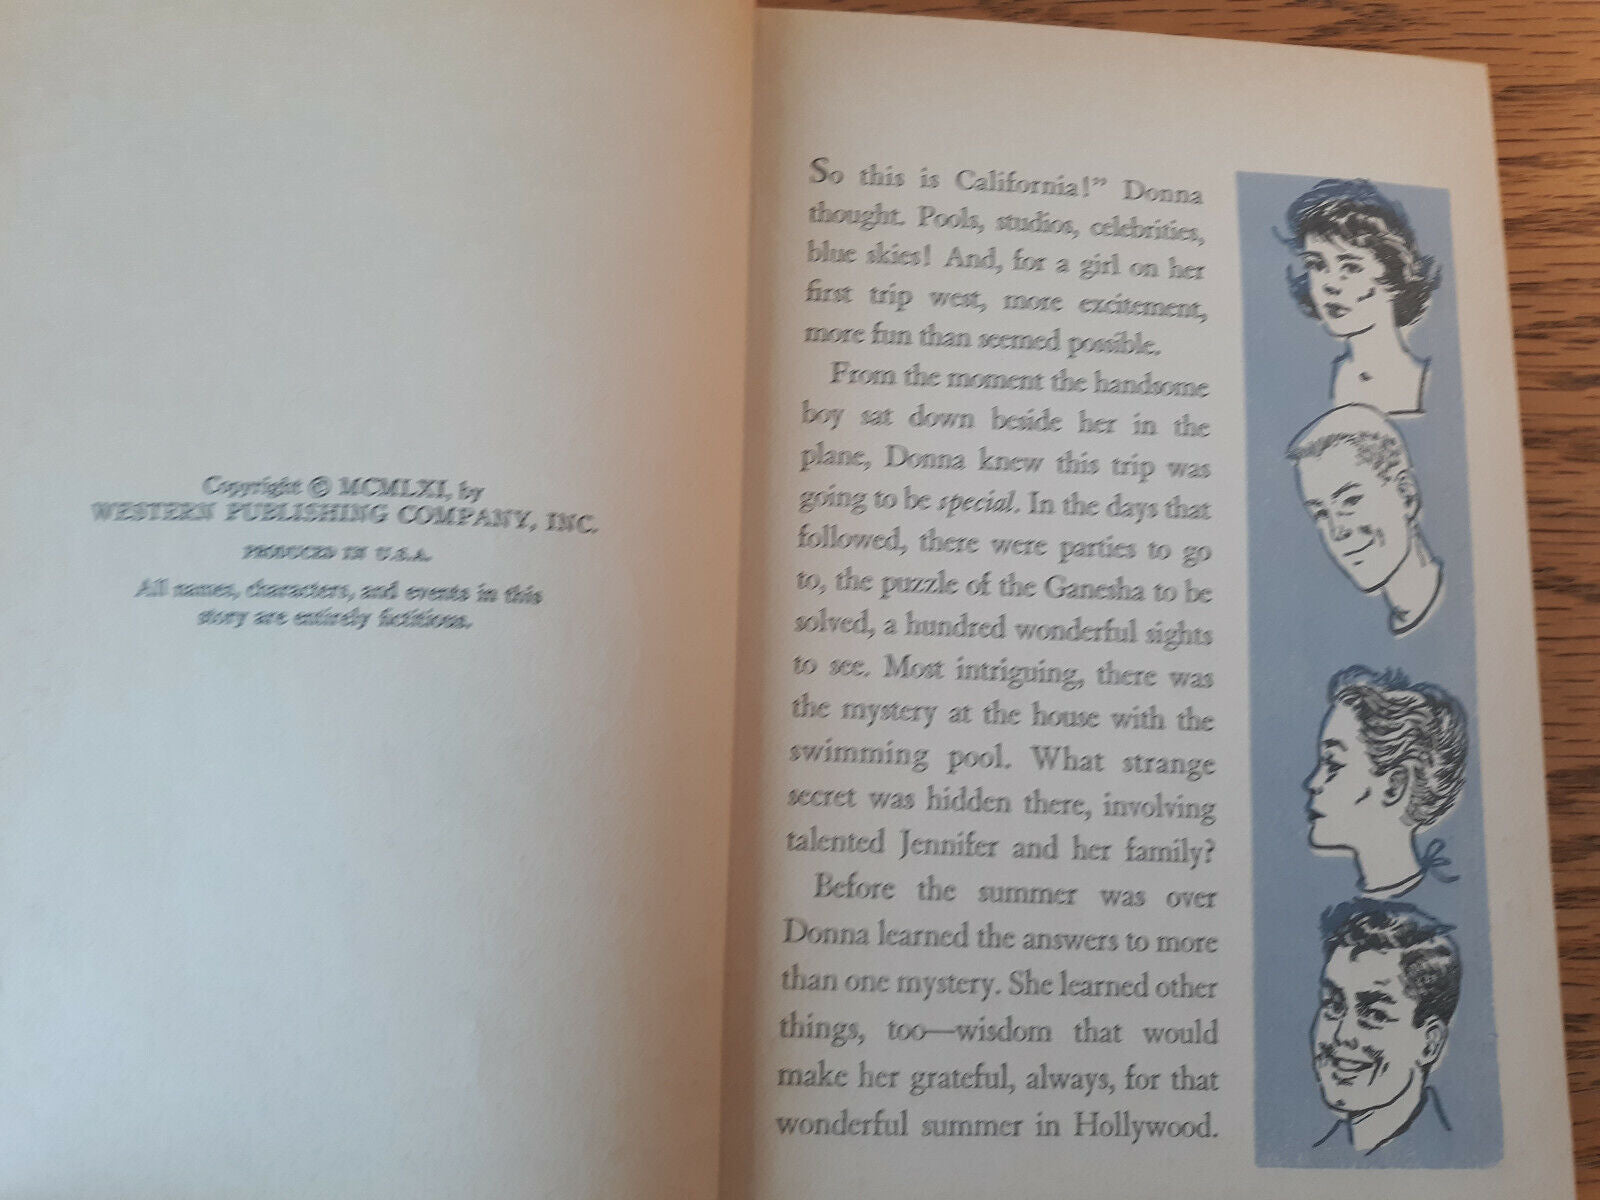 Copyright © MCMLXI, by
WESTERN PUBLISHING COMPANY, INC.
PRODUCED IN U.S.A.
All names, characters, and events in this
story are entirely fictitious.
So this is California!” Donna
thought. Pools, studios, celebrities,
blue skies! And, for a girl on her
first trip west, more excitement,
more fun than seemed possible.
From the moment the handsome
boy sat down beside her in the
plane, Donna knew this trip was
going to be special. In the days that
followed, there were parties to go
to, the puzzle of the Ganesha to be
solved, a hundred wonderful sights
to see. Most intriguing, there was
the mystery at the house with the
swimming pool. What strange
secret was hidden there, involving
talented Jennifer and her family?
Before the summer was over
Donna learned the answers to more
than one mystery. She learned other
things, too—wisdom that would
make her grateful, always, for that
wonderful summer in Hollywood.